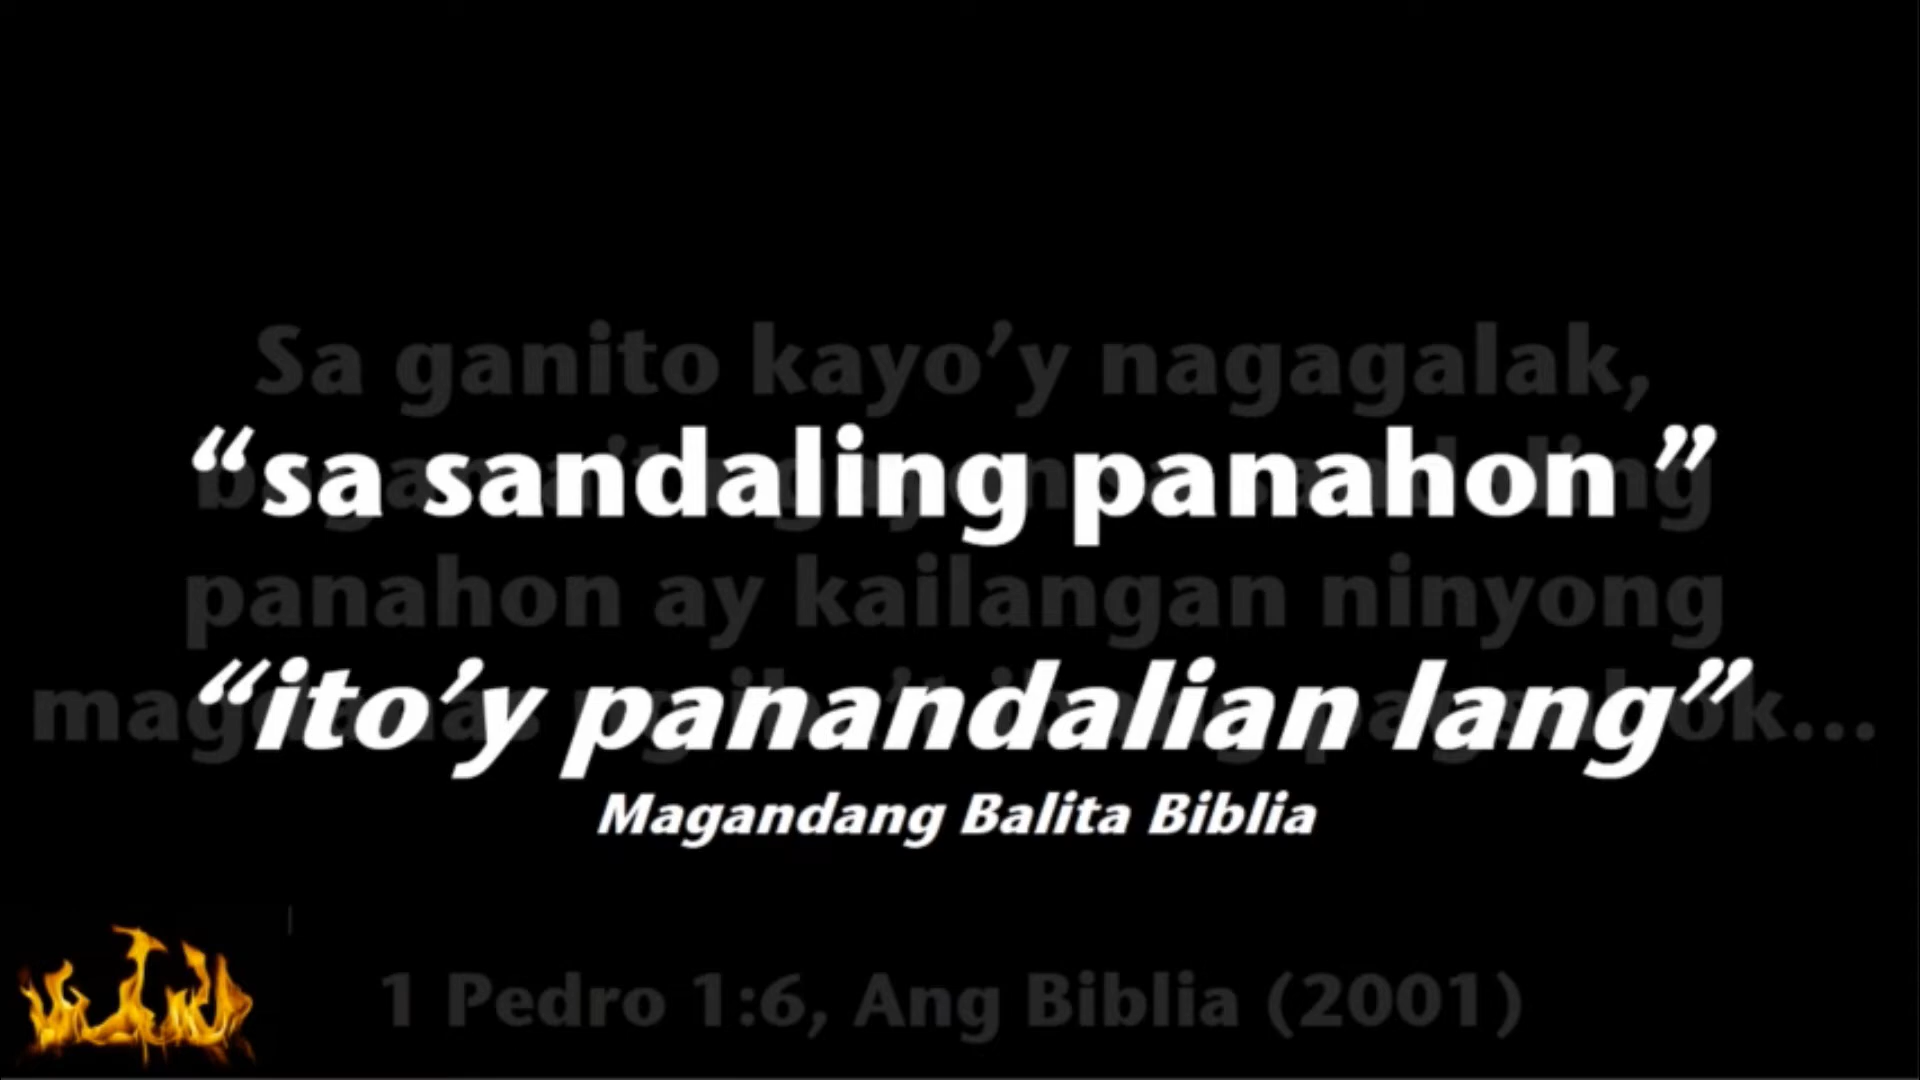 Sa ganito kayo’y nagagalak,
“sa sandaling panahon”
panahon ay kailangan ninyong
“ito’y panandalian lang”
Magandang Balita Biblia
1 Pedro 1:6, Ang Biblia (2001)